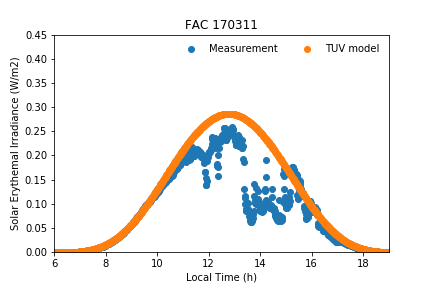 FAC 170311
Measurement TUV model
Solar Erythemal Irradiance (W/m2)
0.45
0.40
0.35
0.30
0.25
0.20
0.15
0.10
0.05
0.00
6 8 10 12 14 16 18
Local Time (h)